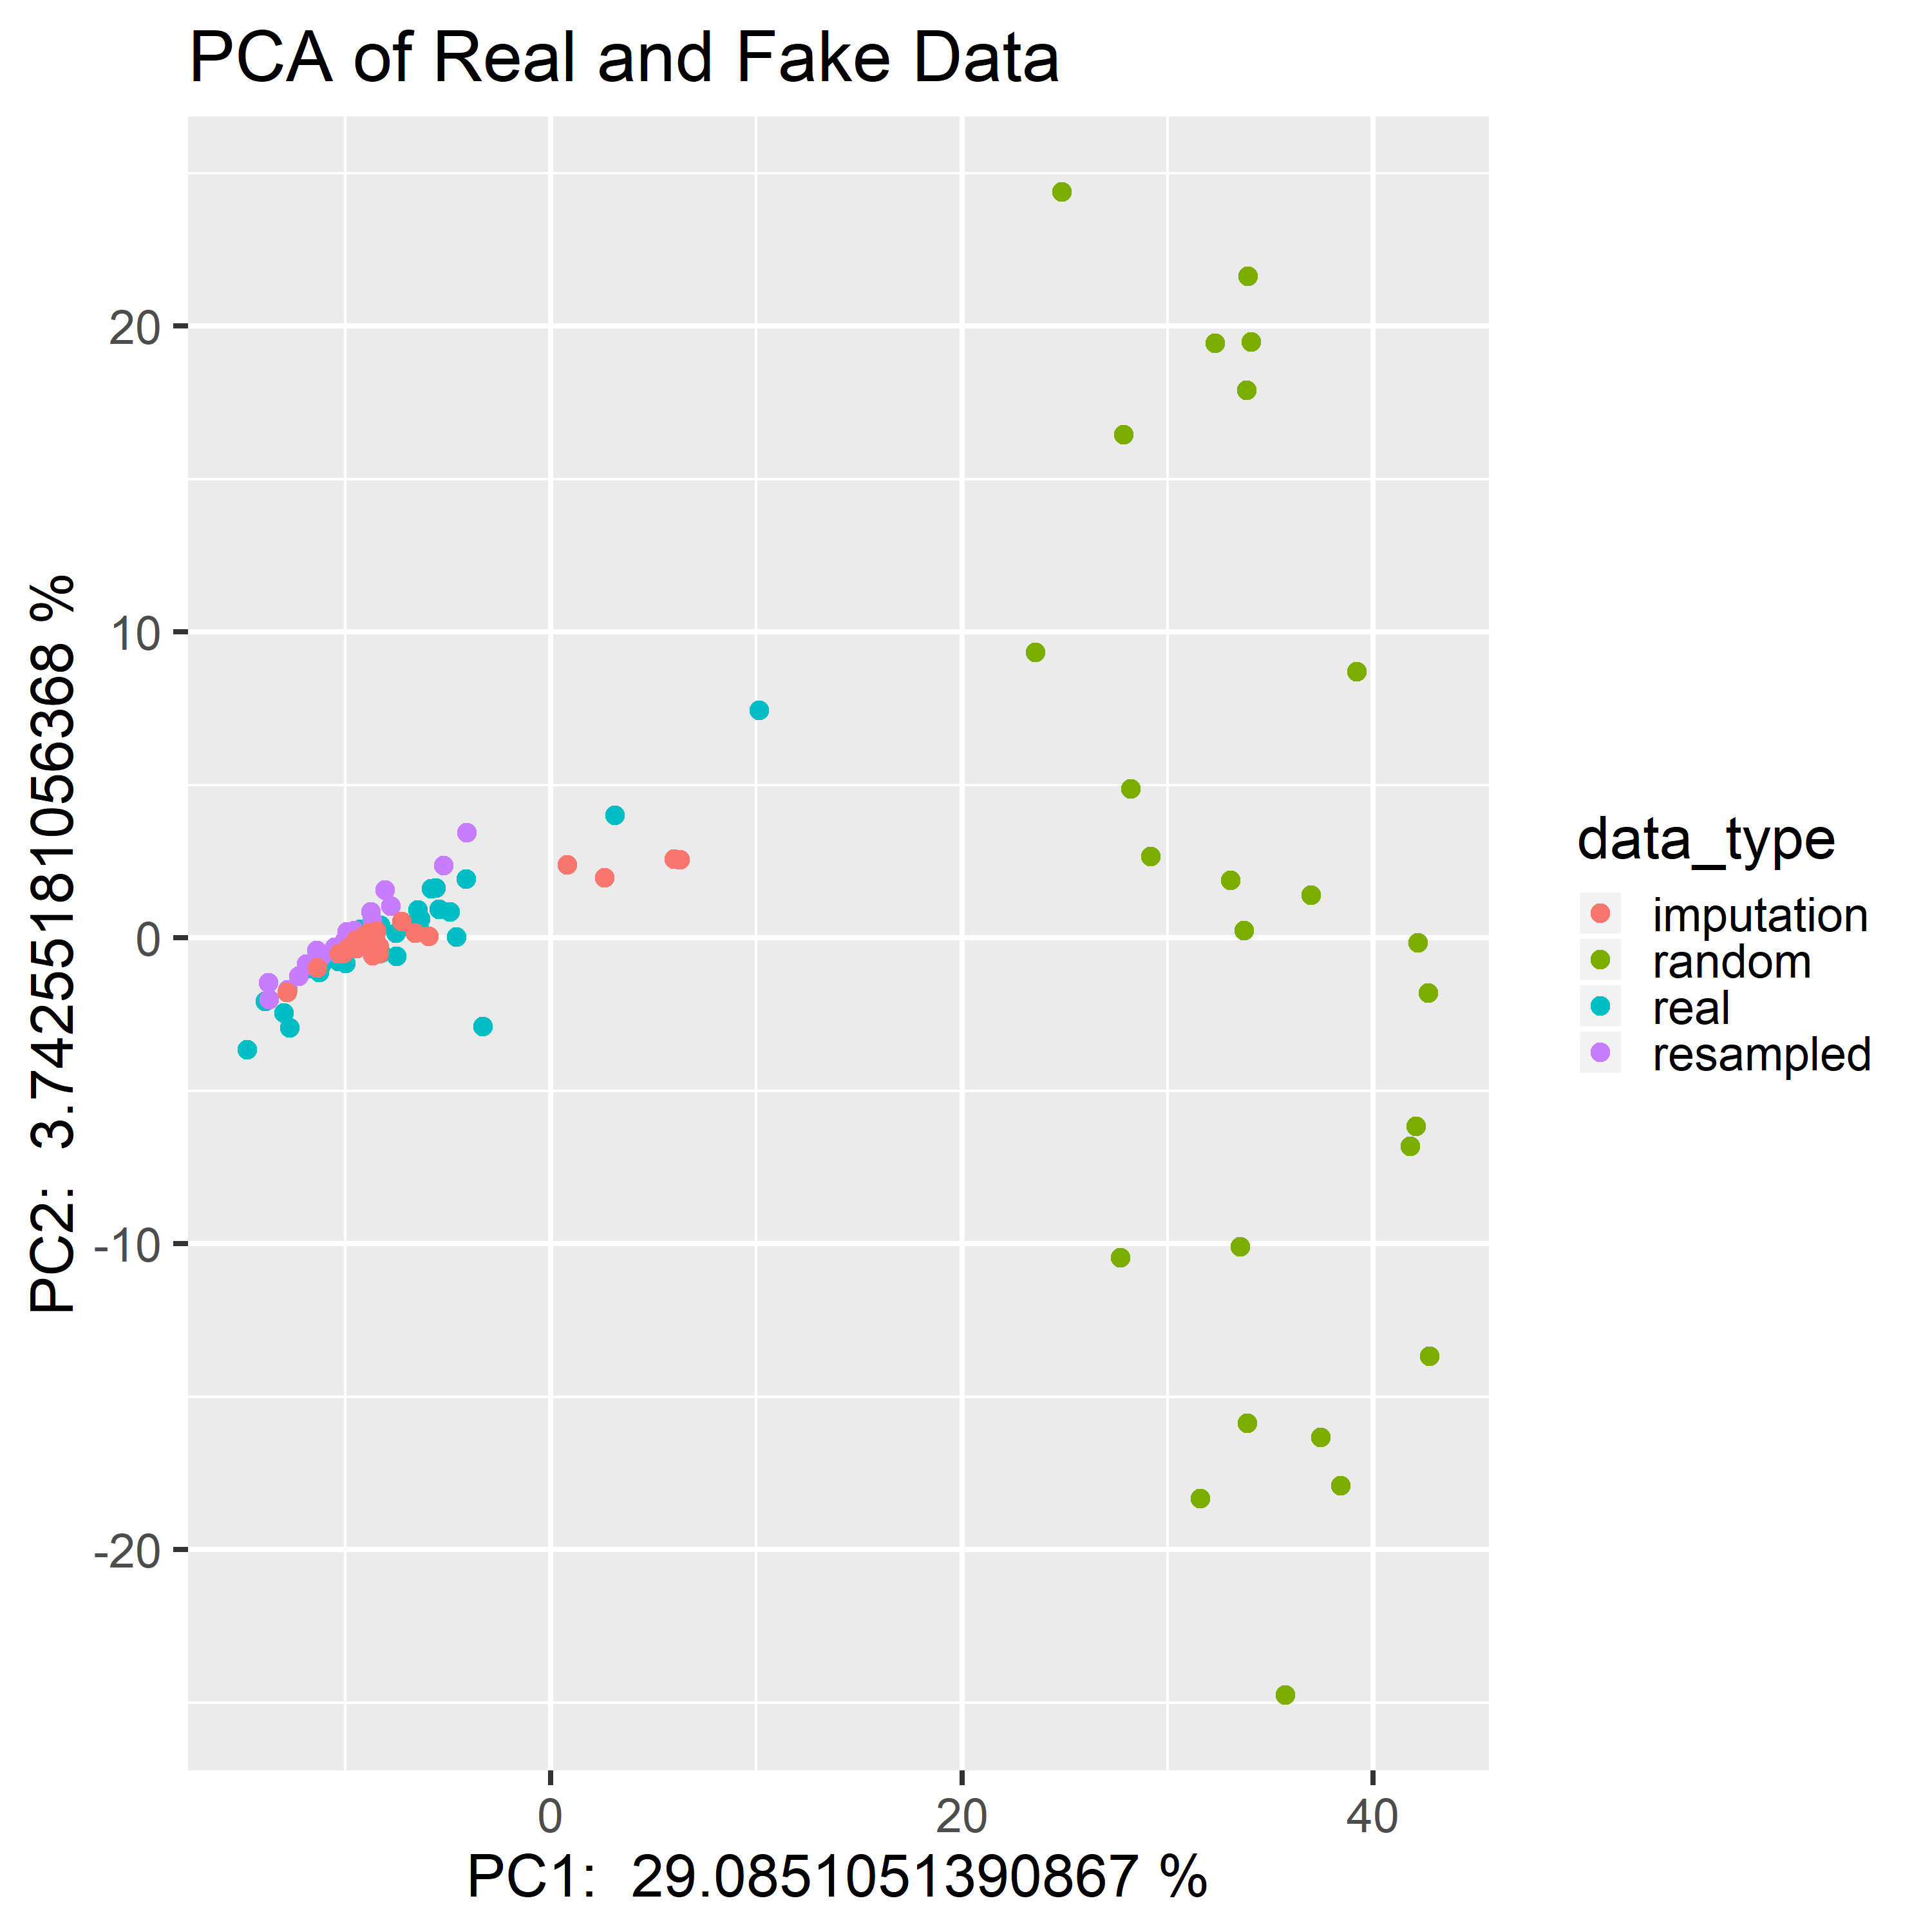 PCA of Real and Fake Data
PC2:  3.74255181056368 %
20
10
0
-10
-20
0
20
40
PC1:  29.0851051390867 %
data_type
imputation
random
real
resampled